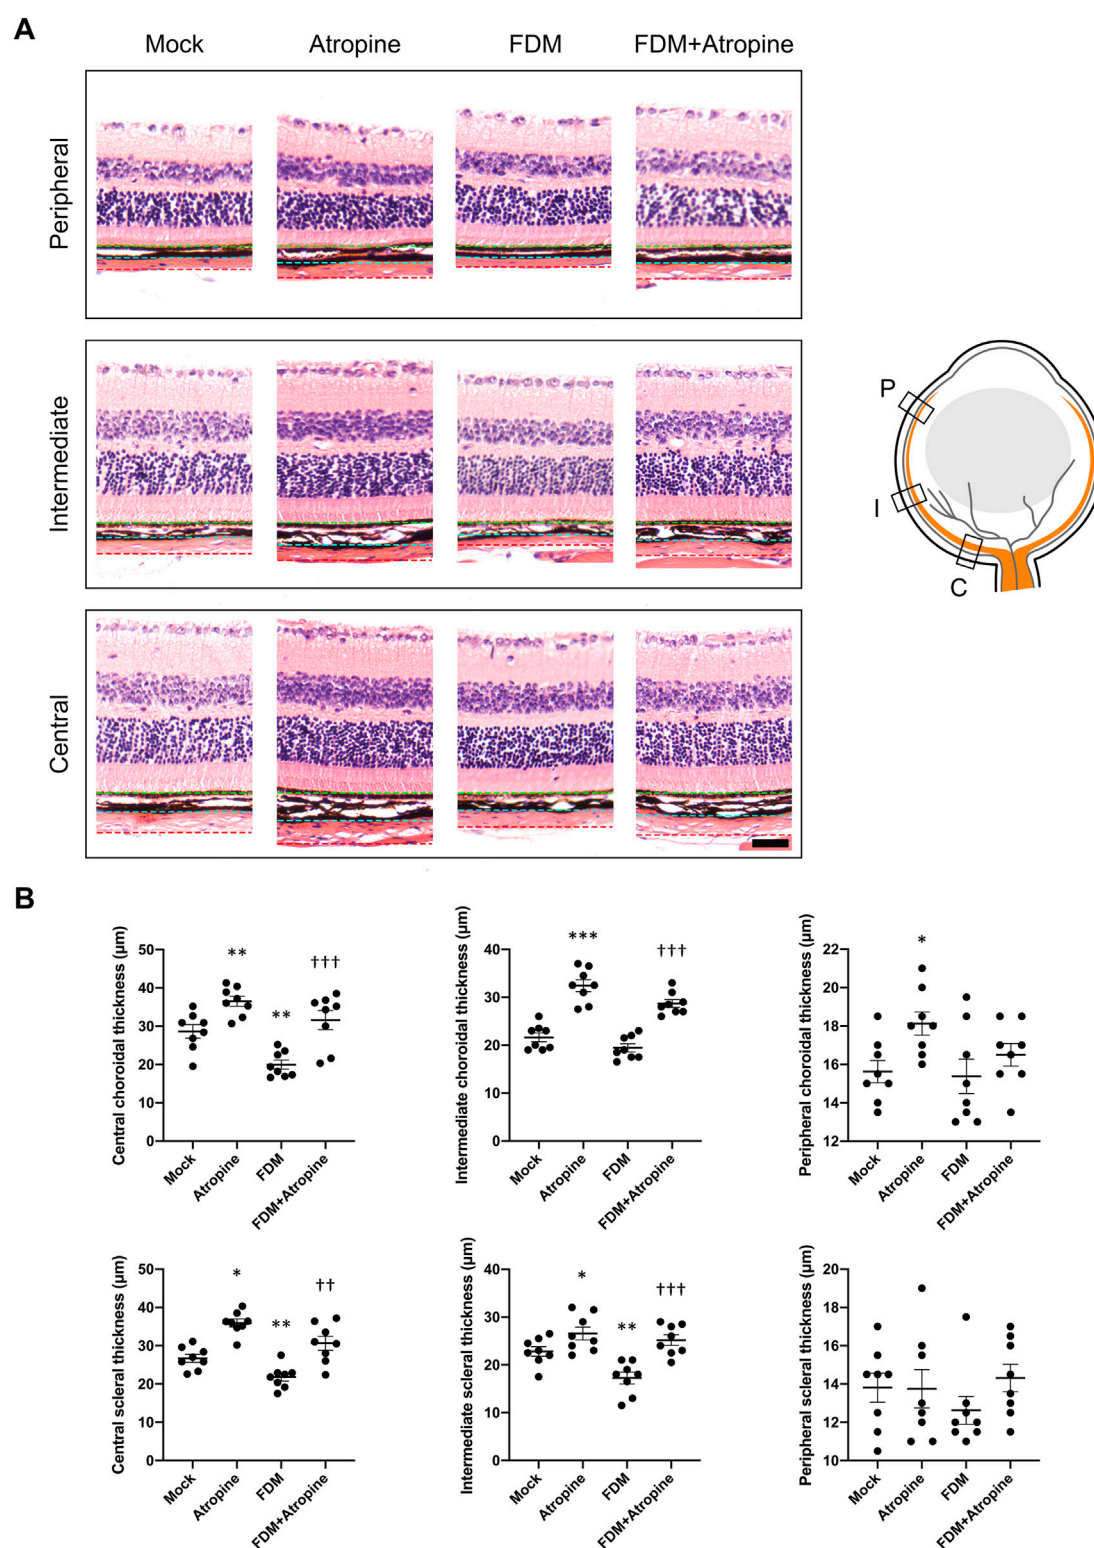 A
Mock Atropine FDM FDM+Atropine
Peripheral
Intermediate
Central
P
I
C
B
Central choroidal thickness (µm)
50
40
30
20
10
0
**
**
†††
Mock
Atropine
FDM
FDM+Atropine
Intermediate choroidal thickness (µm)
40
30
20
10
0
***
†††
Mock
Atropine
FDM
FDM+Atropine
Peripheral choroidal thickness (µm)
22
20
18
16
14
12
*
Mock
Atropine
FDM
FDM+Atropine
Central scleral thickness (µm)
50
40
30
20
10
0
*
**
††
Mock
Atropine
FDM
FDM+Atropine
Intermediate scleral thickness (µm)
40
30
20
10
0
*
**
†††
Mock
Atropine
FDM
FDM+Atropine
Peripheral scleral thickness (µm)
20
18
16
14
12
10
Mock
Atropine
FDM
FDM+Atropine